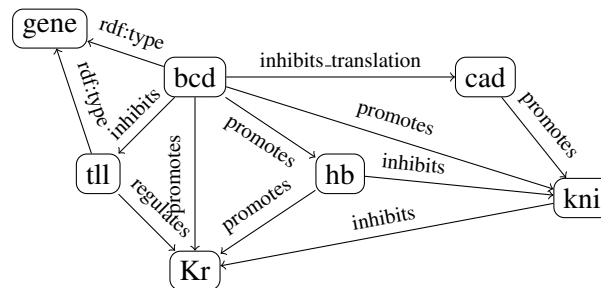 gene
rdf:type
bcd
inhibits_translation
cad
rdf:type
inhibits
promotes
promotes
promotes
promotes
tll
hb
inhibits
kni
regulates
promotes
inhibits
Kr